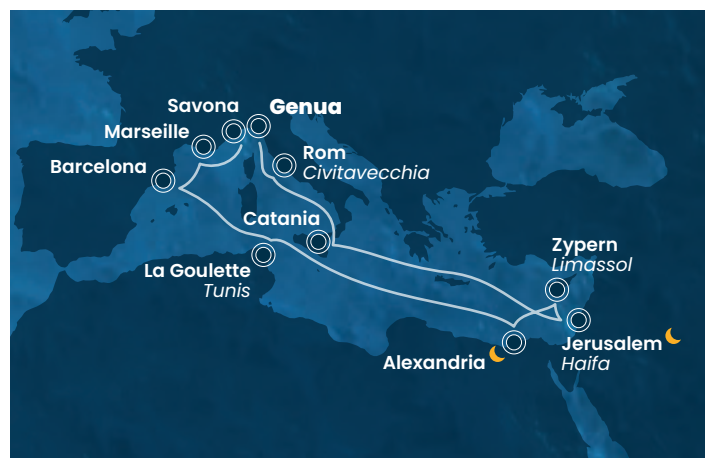 Savona
Genua
Marseille
Barcelona
Rom
Civitavecchia
Catania
La Goulette
Tunis
Zypern
Limassol
Jerusalem
Haifa
Alexandria